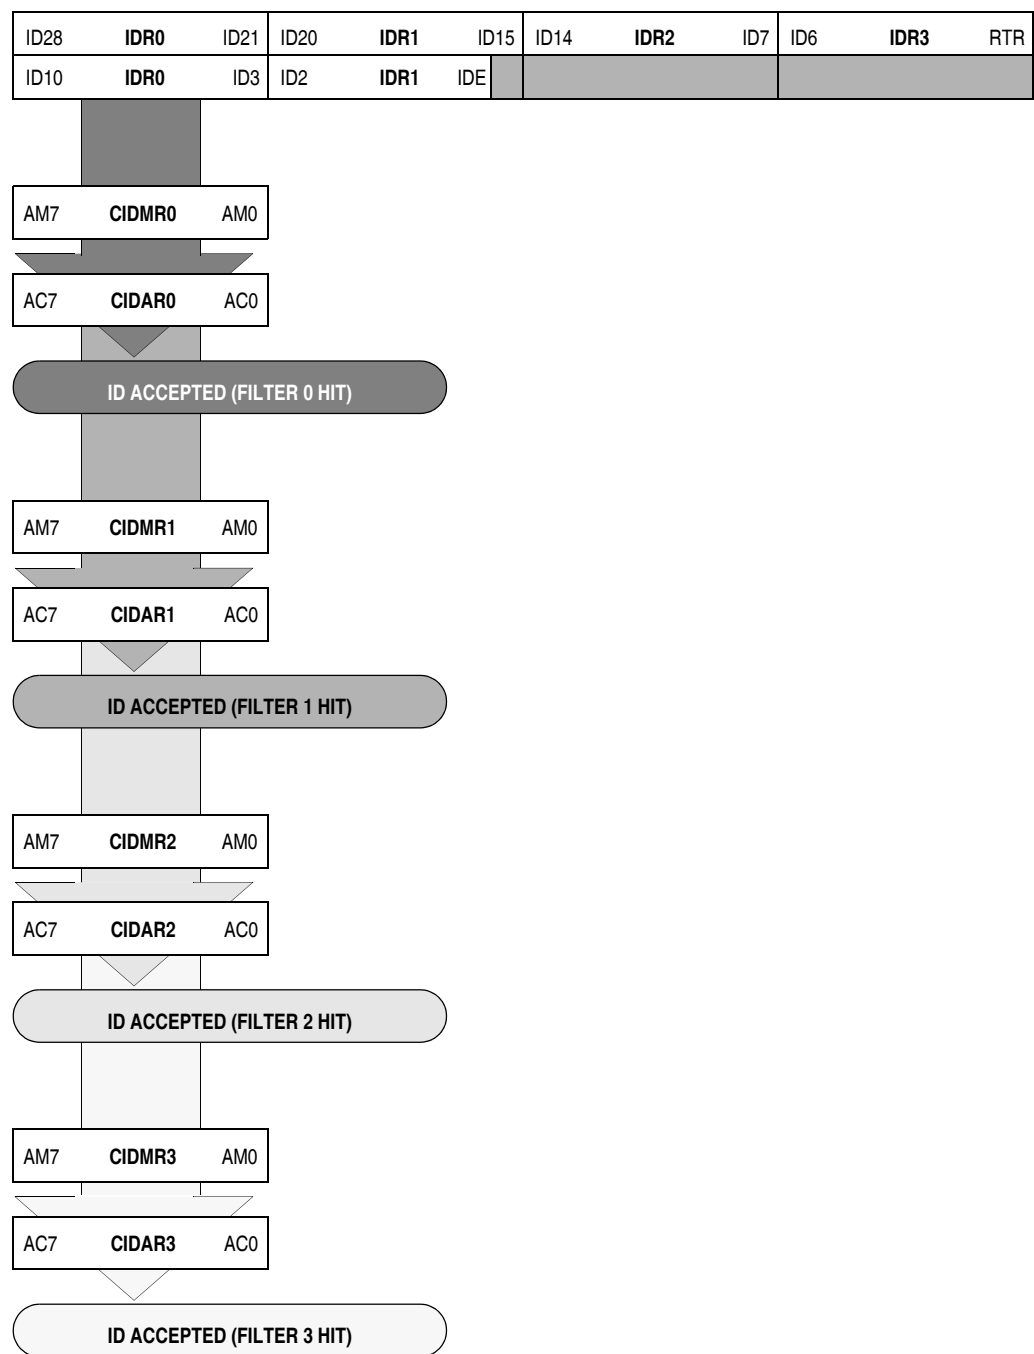 ID28 IDR0 ID21 ID20 IDR1 ID15 ID14 IDR2 ID7 ID6 IDR3 RTR
ID10 IDR0 ID3 ID2 IDR1 IDE
AM7 CIDMR0 AM0
AC7 CIDAR0 AC0
ID ACCEPTED (FILTER 0 HIT)
AM7 CIDMR1 AM0
AC7 CIDAR1 AC0
ID ACCEPTED (FILTER 1 HIT)
AM7 CIDMR2 AM0
AC7 CIDAR2 AC0
ID ACCEPTED (FILTER 2 HIT)
AM7 CIDMR3 AM0
AC7 CIDAR3 AC0
ID ACCEPTED (FILTER 3 HIT)